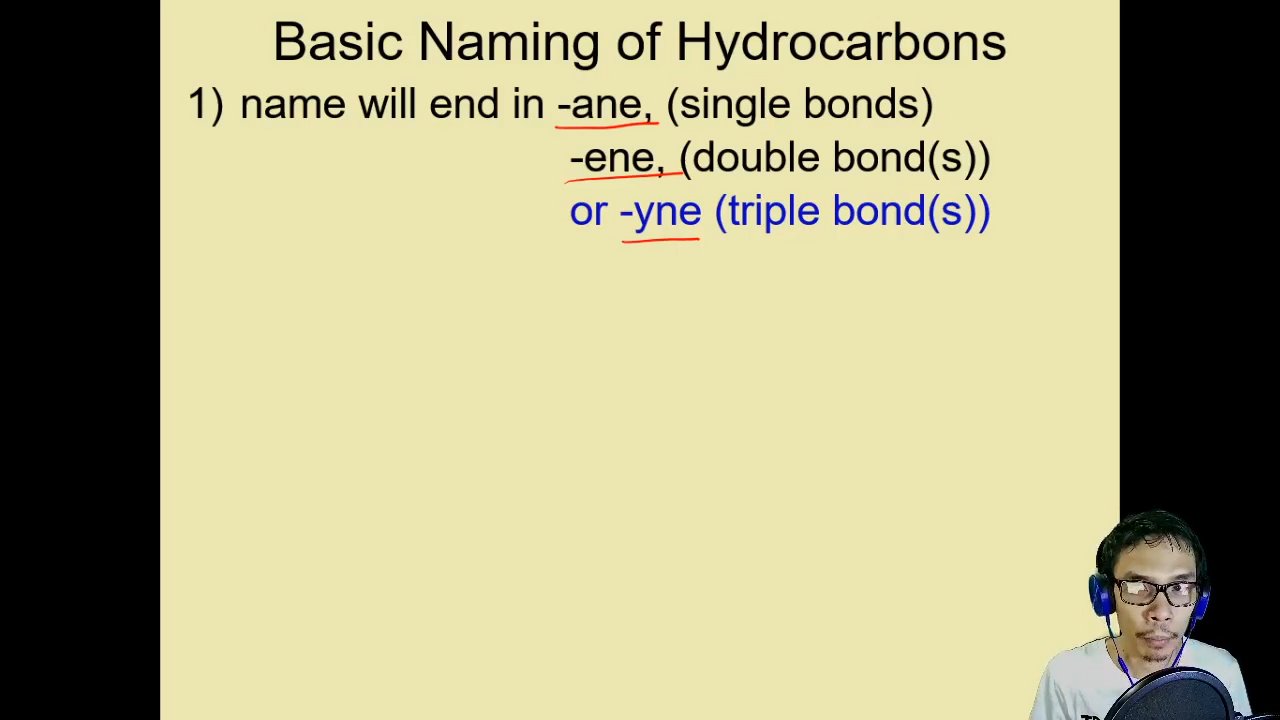 Basic Naming of Hydrocarbons
1) name will end in -ane, (single bonds)
-ene, (double bond(s))
or -yne (triple bond(s))